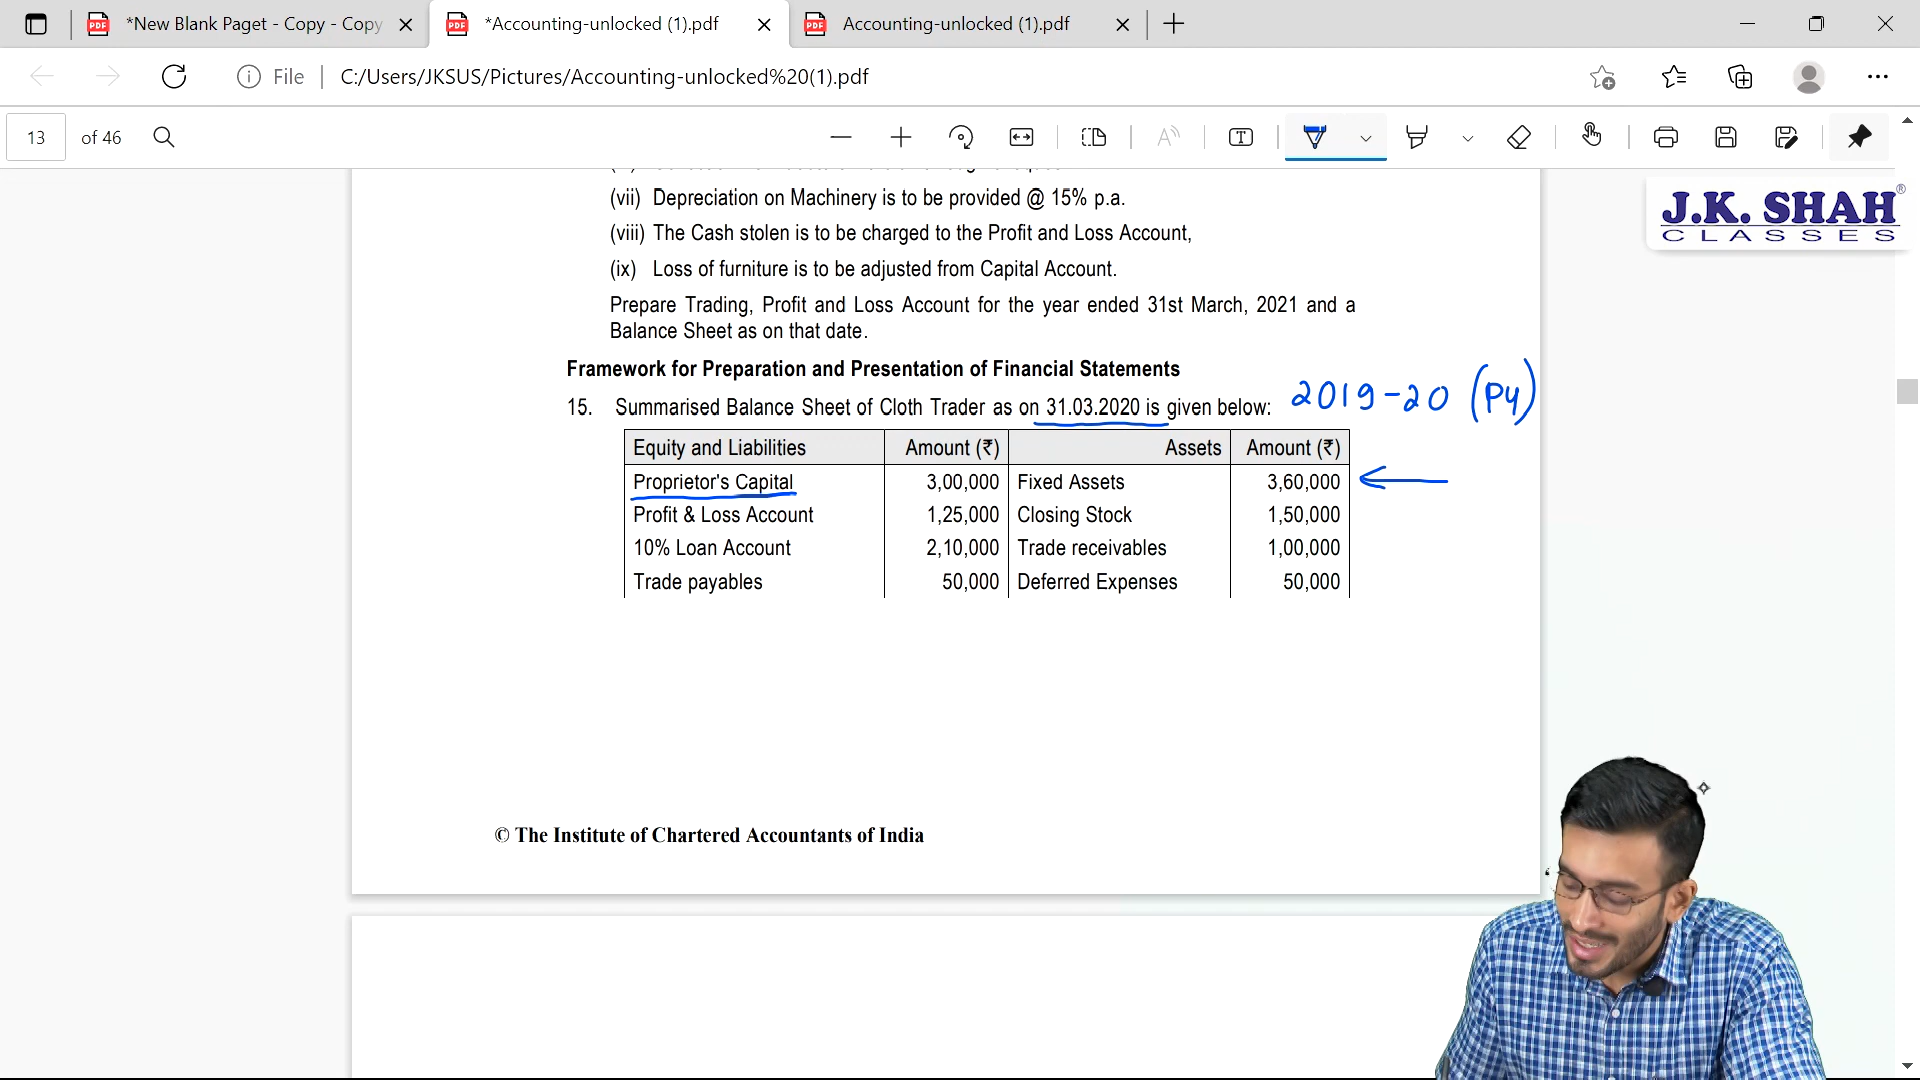 *New Blank Paget - Copy - Copy
*Accounting-unlocked (1).pdf
Accounting-unlocked (1).pdf
File
C:/Users/JKSUS/Pictures/Accounting-unlocked%20(1).pdf
13 of 46
J.K. SHAH®
CLASSES
(vii) Depreciation on Machinery is to be provided @ 15% p.a.
(viii) The Cash stolen is to be charged to the Profit and Loss Account,
(ix) Loss of furniture is to be adjusted from Capital Account.
Prepare Trading, Profit and Loss Account for the year ended 31st March, 2021 and a
Balance Sheet as on that date.
Framework for Preparation and Presentation of Financial Statements
2019-20 (PY)
15. Summarised Balance Sheet of Cloth Trader as on 31.03.2020 is given below:
Equity and Liabilities Amount (₹) Assets Amount (₹)
Proprietor's Capital 3,00,000 Fixed Assets 3,60,000
Profit & Loss Account 1,25,000 Closing Stock 1,50,000
10% Loan Account 2,10,000 Trade receivables 1,00,000
Trade payables 50,000 Deferred Expenses 50,000
© The Institute of Chartered Accountants of India